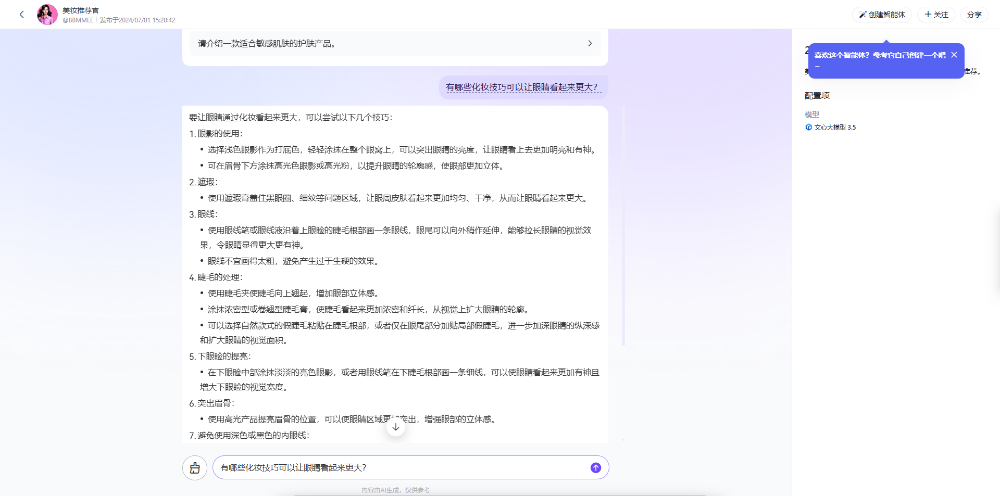 美妆推荐官
@BBMMEE 发布于2024/07/01 15:20:42
创建智能体
关注
分享
请介绍一款适合敏感肌肤的护肤产品。
有哪些化妆技巧可以让眼睛看起来更大？
要让眼睛通过化妆看起来更大，可以尝试以下几个技巧：
1. 眼影的使用：
• 选择浅色眼影作为打底色，轻轻涂抹在整个眼窝上，可以突出眼睛的亮度，让眼睛看上去更加明亮和有神。
• 可在眉骨下方涂抹高光色眼影或高光粉，以提升眼睛的轮廓感，使眼部更加立体。
2. 遮瑕：
• 使用遮瑕膏盖住黑眼圈、细纹等问题区域，让眼周皮肤看起来更加均匀、干净，从而让眼睛看起来更大。
3. 眼线：
• 使用眼线笔或眼线液沿着上眼睑的睫毛根部画一条眼线，眼尾可以向外稍作延伸，能够拉长眼睛的视觉效
果，令眼睛显得更大更有神。
• 眼线不宜画得太粗，避免产生过于生硬的效果。
4. 睫毛的处理：
• 使用睫毛夹使睫毛向上翘起，增加眼部立体感。
• 涂抹浓密型或卷翘型睫毛膏，使睫毛看起来更加浓密和纤长，从视觉上扩大眼睛的轮廓。
• 可以选择自然款式的假睫毛粘贴在睫毛根部，或者仅在眼尾部分加贴局部假睫毛，进一步加深眼睛的纵深感
和扩大眼睛的视觉面积。
5. 下眼睑的提亮：
• 在下眼睑中部涂抹淡淡的亮色眼影，或者用眼线笔在下睫毛根部画一条细线，可以使眼睛看起来更加有神且
增大下眼睑的视觉宽度。
6. 突出眉骨：
• 使用高光产品提亮眉骨的位置，可以使眼睛区域更加突出，增强眼部的立体感。
7. 避免使用深色或黑色的内眼线：
有哪些化妆技巧可以让眼睛看起来更大？
内容由AI生成，仅供参考
喜欢这个智能体？参考它自己创建一个吧
~
推荐。
配置项
模型
文心大模型 3.5